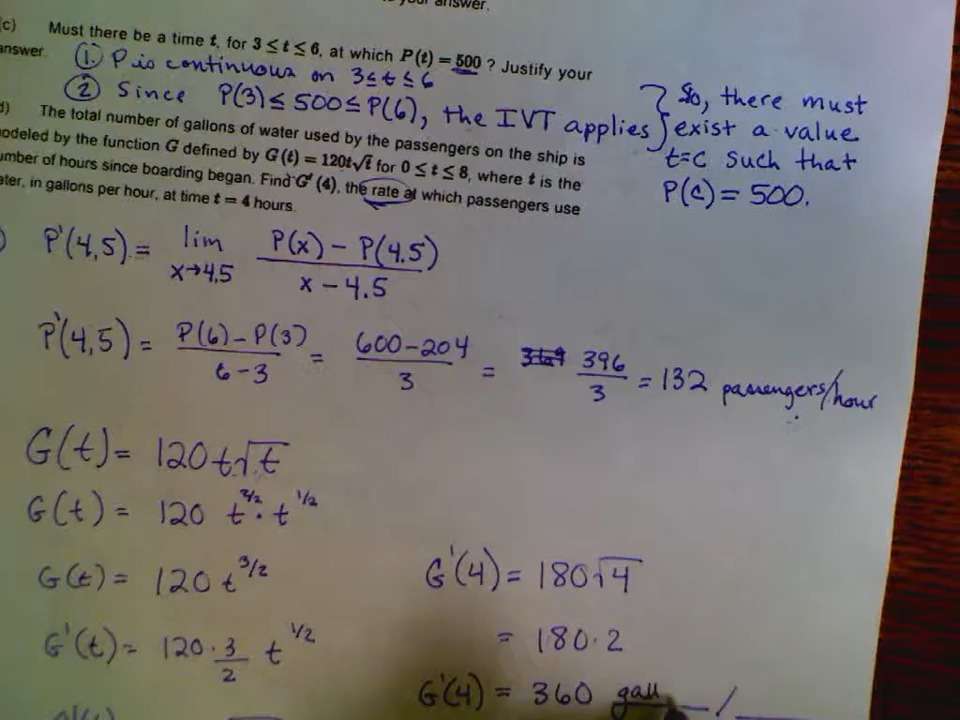 your answer.
c) Must there be a time t, for 3 ≤ t ≤ 6, at which P(t) = 500 ? Justify your
answer.
① P is continuous on 3 ≤ t ≤ 6
② Since P(3) ≤ 500 ≤ P(6), the IVT applies
So, there must
exist a value
t=c such that
P(c) = 500.
d) The total number of gallons of water used by the passengers on the ship is
modeled by the function G defined by G(t) = 120t√t for 0 ≤ t ≤ 8, where t is the
number of hours since boarding began. Find G' (4), the rate at which passengers use
water, in gallons per hour, at time t = 4 hours.
P'(4,5) = lim x→4,5 P(x) – P(4.5) / x – 4.5
P'(4,5) = P(6) – P(3) / 6 – 3 = 600 – 204 / 3 = 396 / 3 = 132 passengers/hour
G(t) = 120t√t
G(t) = 120 t^2/2 · t^1/2
G(t) = 120 t^3/2
G'(t) = 120 · 3/2 t^1/2
G'(4) = 180√4
= 180·2
G'(4) = 360 gall /